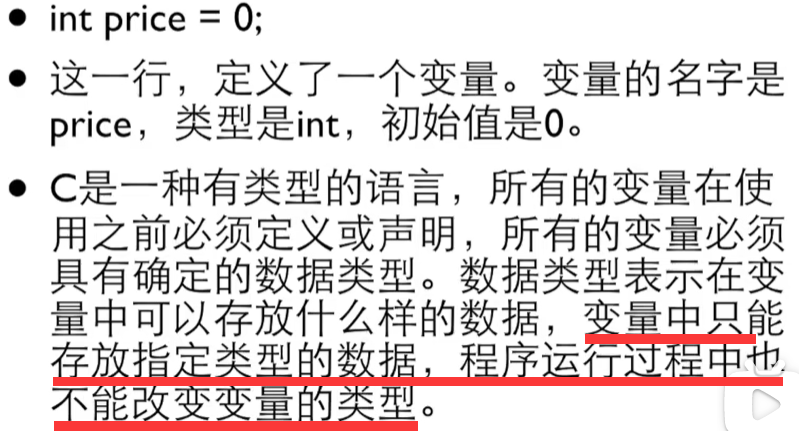 ● int price = 0;
● 这一行，定义了一个变量。变量的名字是
price，类型是int，初始值是0。
● C是一种有类型的语言，所有的变量在使
用之前必须定义或声明，所有的变量必须
具有确定的数据类型。数据类型表示在变
量中可以存放什么样的数据，变量中只能
存放指定类型的数据，程序运行过程中也
不能改变变量的类型。